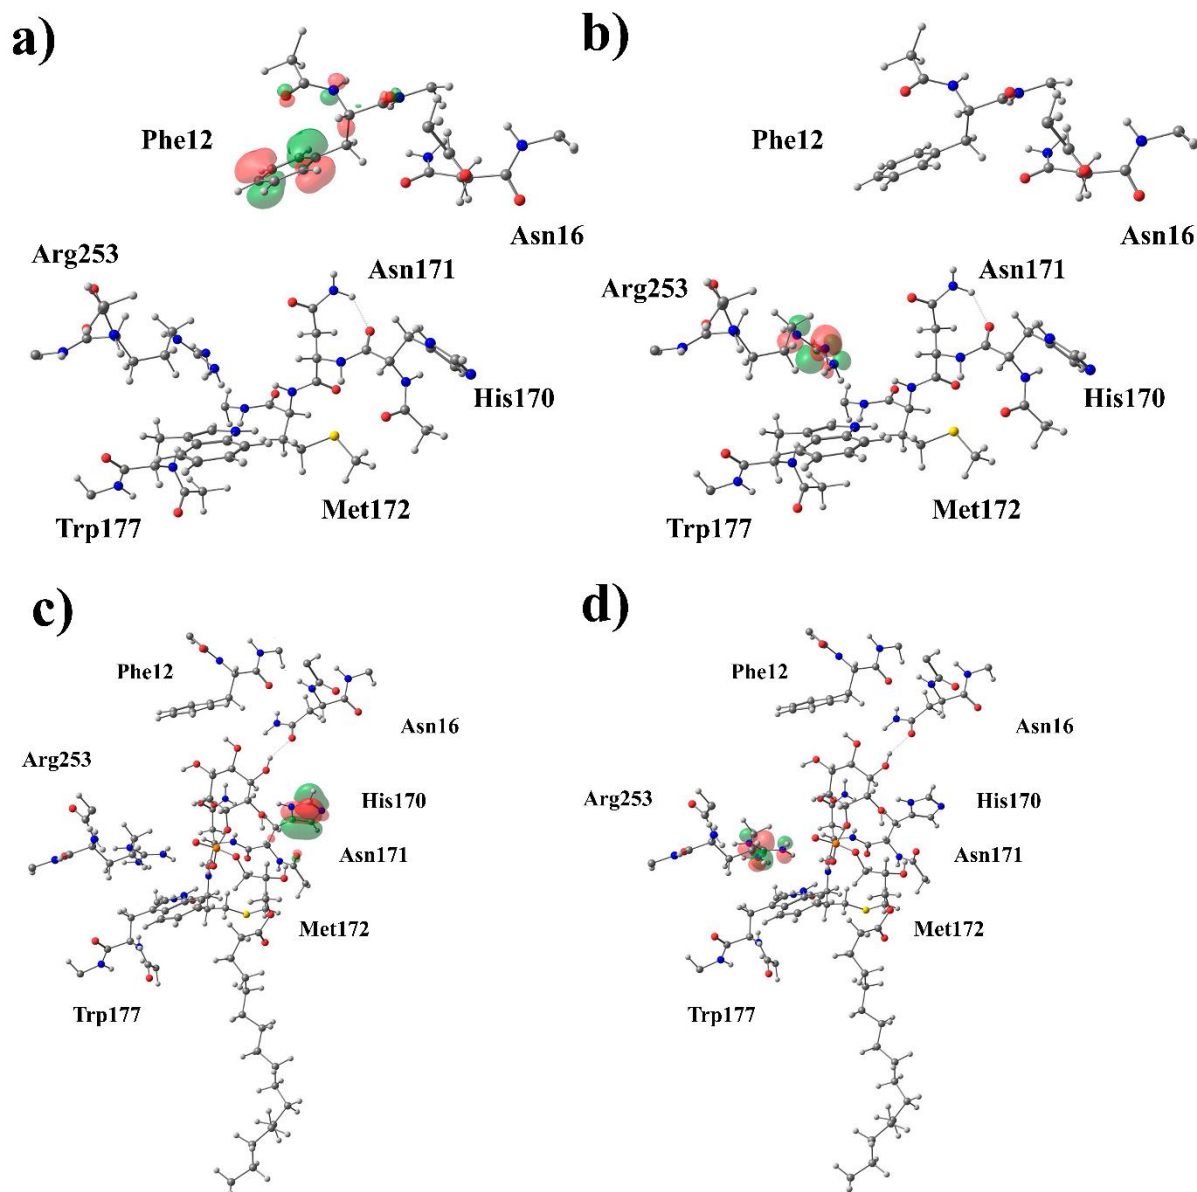 a)
Phe12
Asn16
Arg253
Asn171
His170
Met172
Trp177
b)
Phe12
Asn16
Asn171
Arg253
His170
Met172
Trp177
c)
Phe12
Asn16
Arg253
His170
Asn171
Met172
Trp177
d)
Phe12
Asn16
Arg253
His170
Asn171
Met172
Trp177